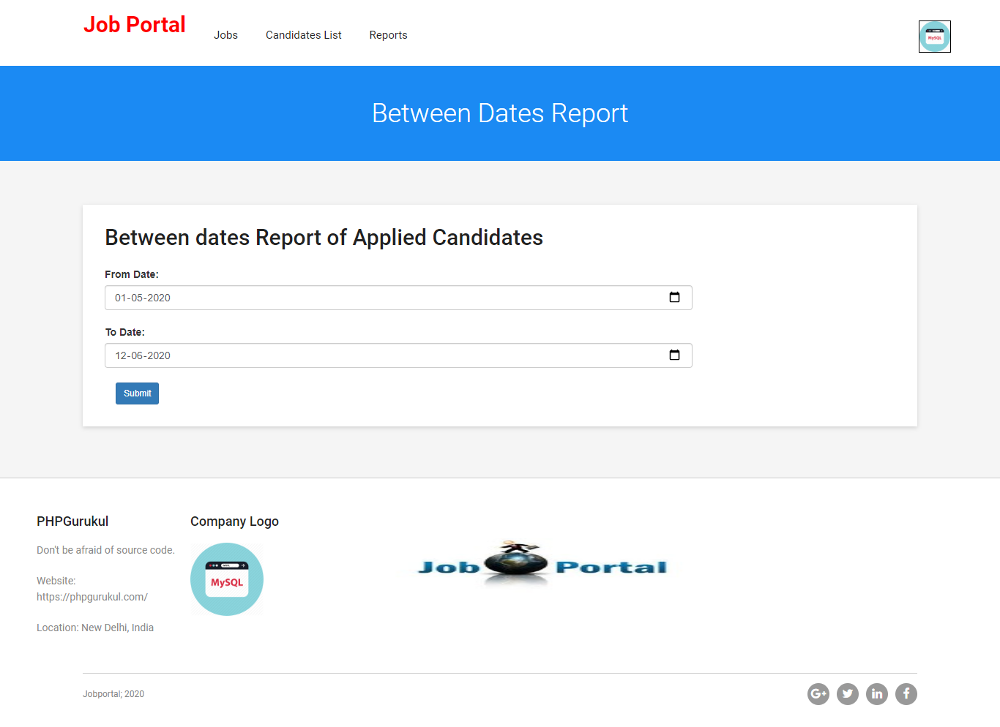 Job Portal
Jobs
Candidates List
Reports
MySQL
Between Dates Report
Between dates Report of Applied Candidates
From Date:
01-05-2020
To Date:
12-06-2020
Submit
PHPGurukul
Don't be afraid of source code.
Website:
https://phpgurukul.com/
Location: New Delhi, India
Company Logo
MySQL
Job Portal
Jobportal; 2020
G+
in
f